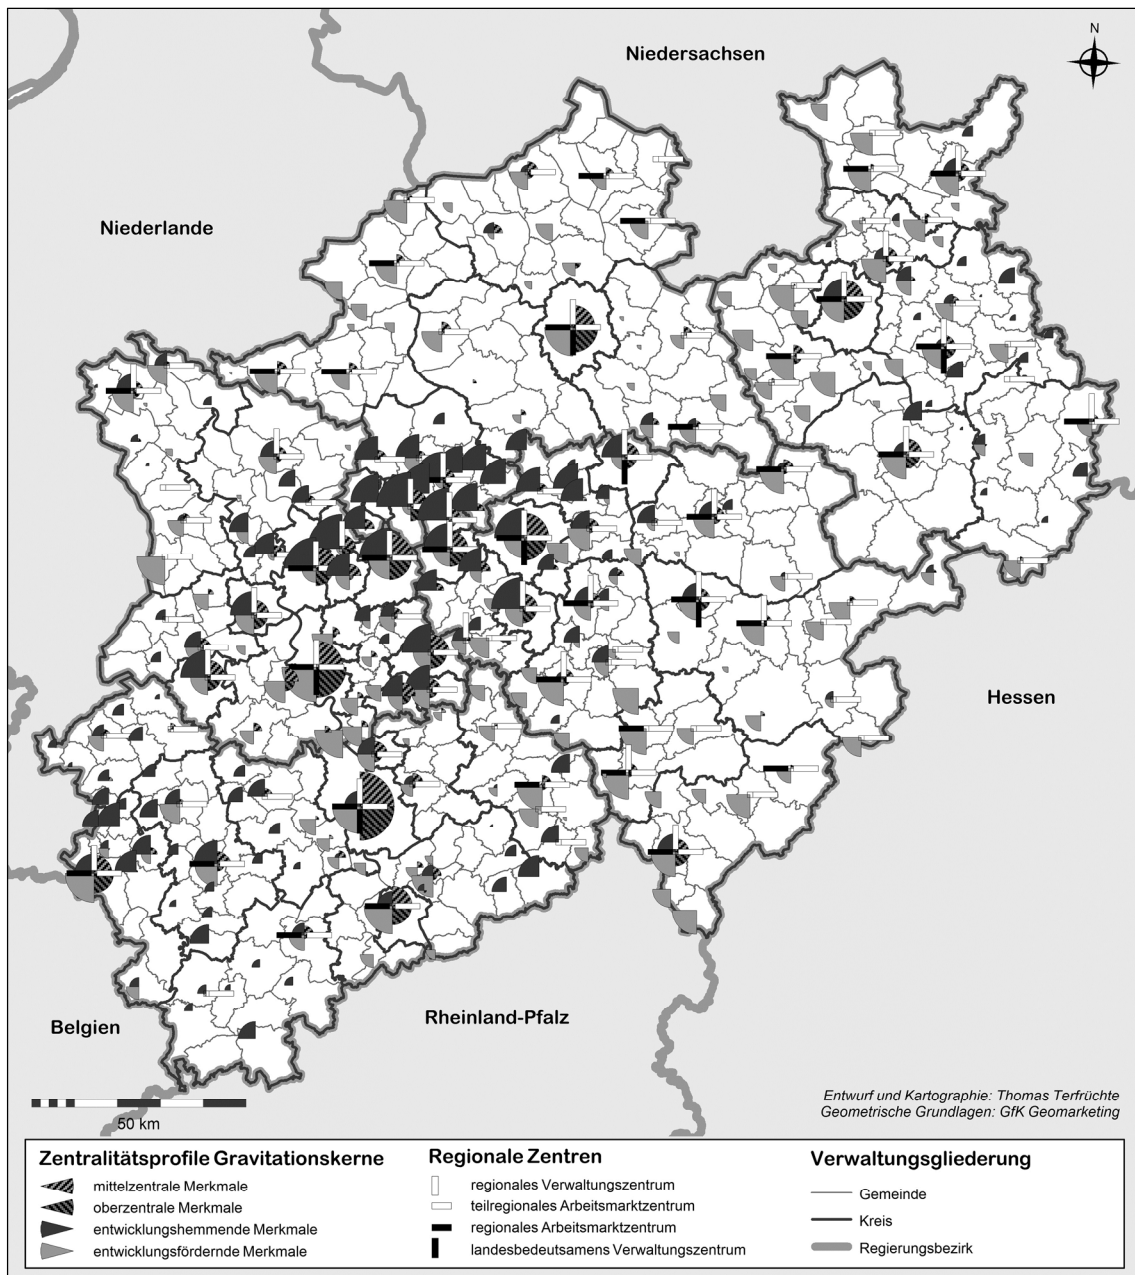 Niedersachsen
N
Niederlande
Hessen
Belgien
Rheinland-Pfalz
Entwurf und Kartographie: Thomas Terfrüchte
Geometrische Grundlagen: GfK Geomarketing
50 km
Zentralitätsprofile Gravitationskerne
mittelzentrale Merkmale
oberzentrale Merkmale
entwicklungshemmende Merkmale
entwicklungsfördernde Merkmale
Regionale Zentren
regionales Verwaltungszentrum
teilregionales Arbeitsmarktzentrum
regionales Arbeitsmarktzentrum
landesbedeutsamens Verwaltungszentrum
Verwaltungsgliederung
Gemeinde
Kreis
Regierungsbezirk